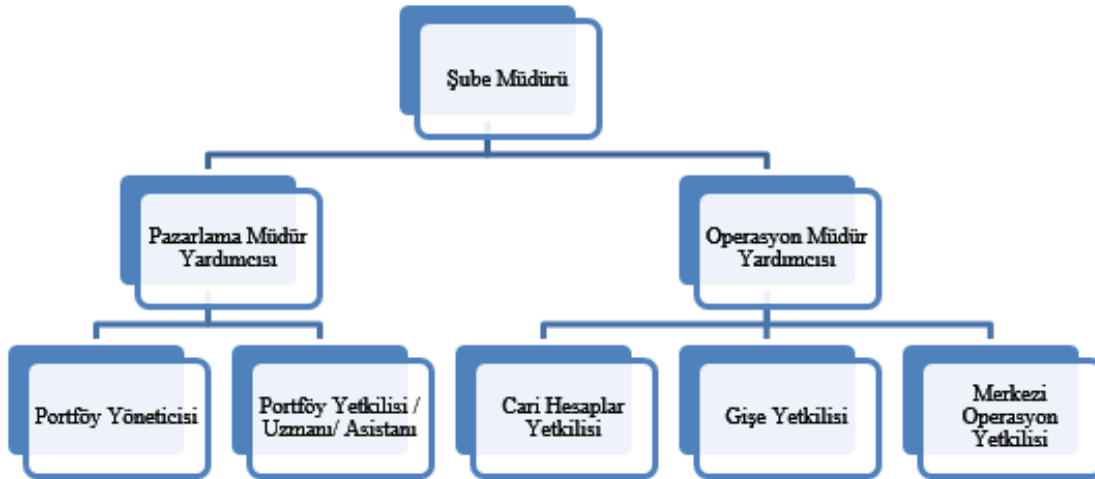 Şube Müdürü
Pazarlama Müdür
Yardımcısı
Operasyon Müdür
Yardımcısı
Portföy Yöneticisi
Portföy Yetkilisi /
Uzmanı/ Asistanı
Cari Hesaplar
Yetkilisi
Gişe Yetkilisi
Merkezi
Operasyon
Yetkilisi